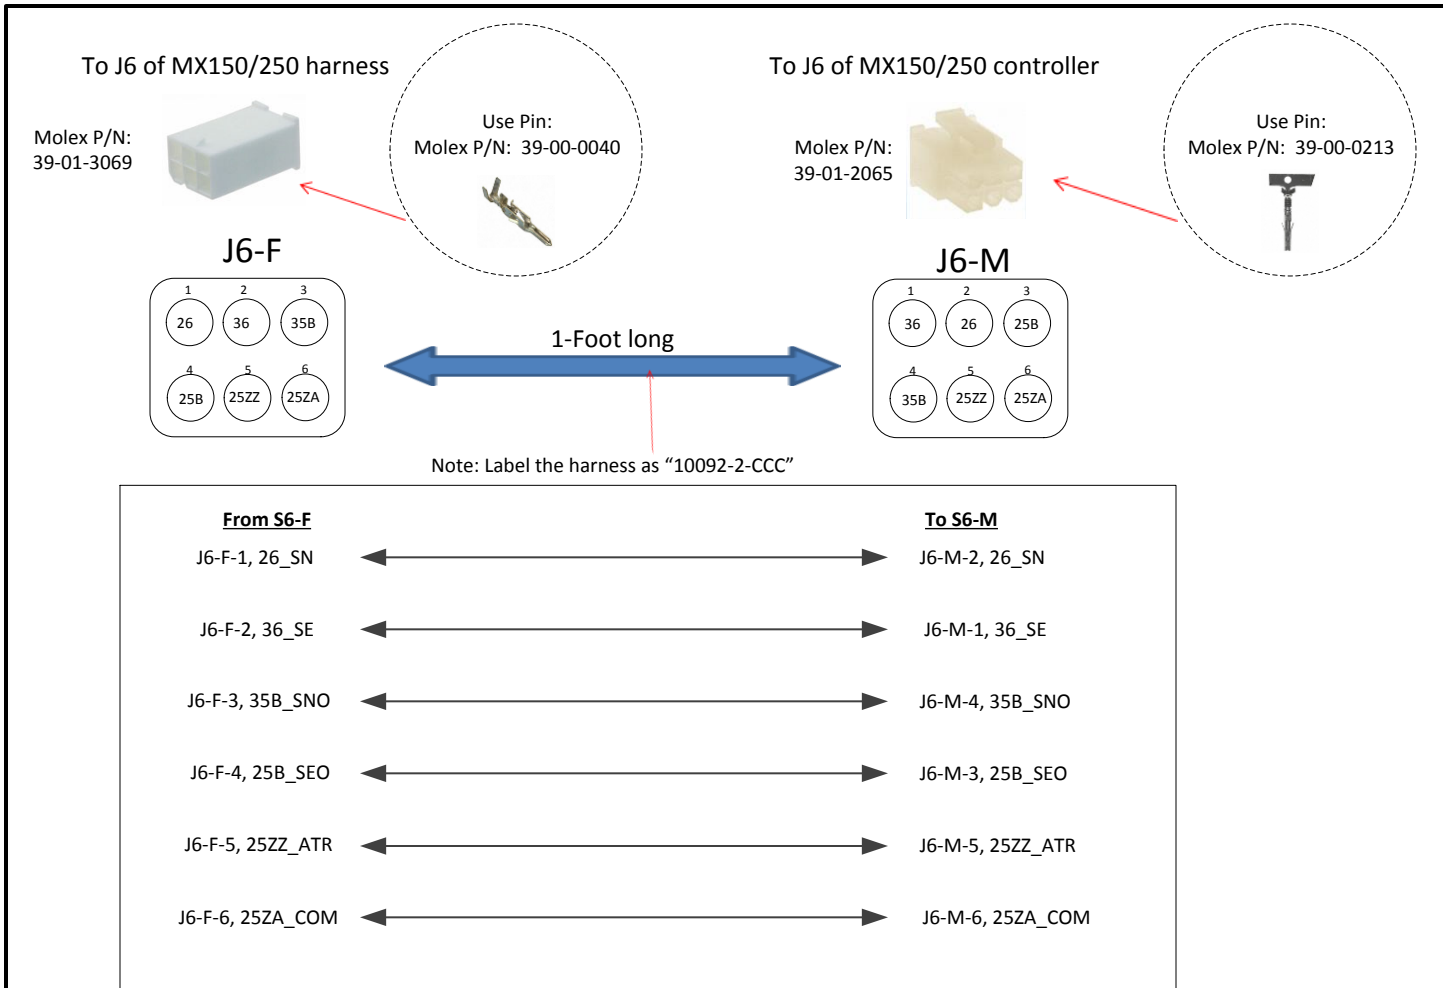 To J6 of MX150/250 harness
Molex P/N:
39-01-3069
Use Pin:
Molex P/N:  39-00-0040
To J6 of MX150/250 controller
Molex P/N:
39-01-2065
Use Pin:
Molex P/N:  39-00-0213
J6-F
1 2 3
26 36 35B
4 5 6
25B 25ZZ 25ZA
1-Foot long
J6-M
1 2 3
36 26 25B
4 5 6
35B 25ZZ 25ZA
Note: Label the harness as “10092-2-CCC”
From S6-F To S6-M
J6-F-1, 26_SN J6-M-2, 26_SN
J6-F-2, 36_SE J6-M-1, 36_SE
J6-F-3, 35B_SNO J6-M-4, 35B_SNO
J6-F-4, 25B_SEO J6-M-3, 25B_SEO
J6-F-5, 25ZZ_ATR J6-M-5, 25ZZ_ATR
J6-F-6, 25ZA_COM J6-M-6, 25ZA_COM